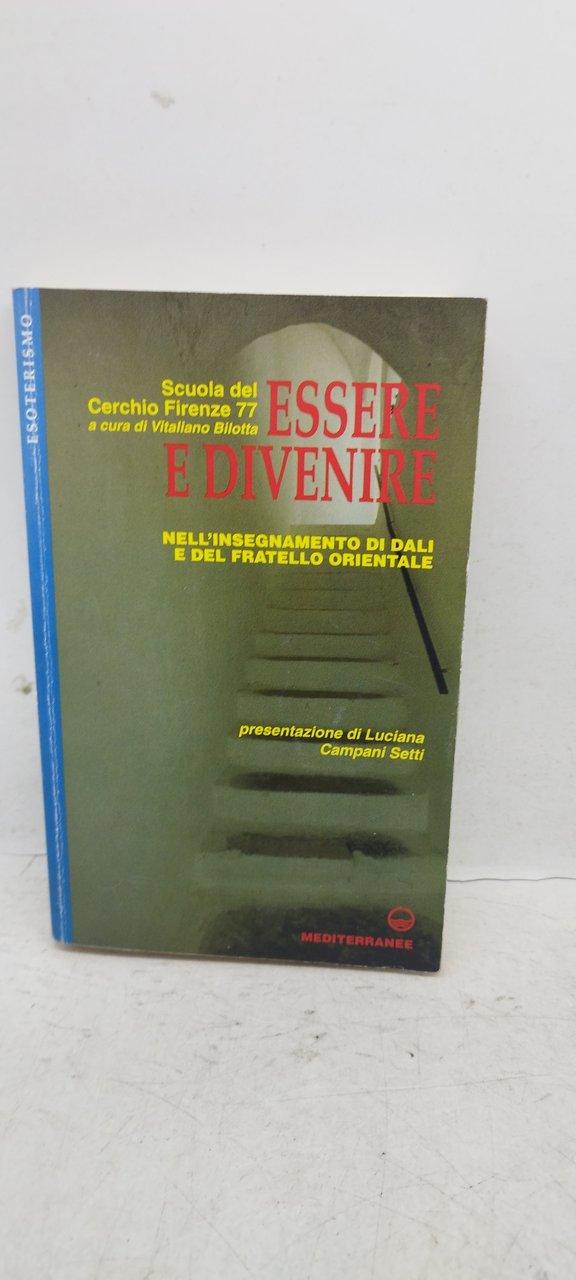 ESOTERISMO
Scuola del
Cerchio Firenze 77
a cura di Vitaliano Bilotta
ESSERE
E DIVENIRE
NELL'INSEGNAMENTO DI DALI
E DEL FRATELLO ORIENTALE
presentazione di Luciana
Campani Setti
MEDITERRANEE